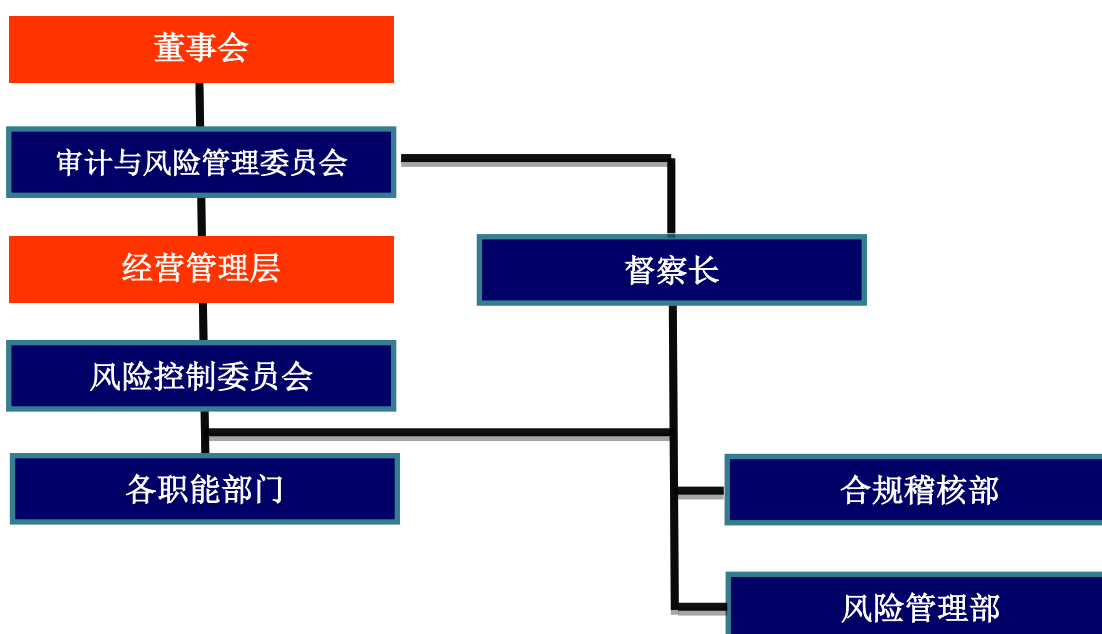 董事会
审计与风险管理委员会
经营管理层
督察长
风险控制委员会
各职能部门
合规稽核部
风险管理部